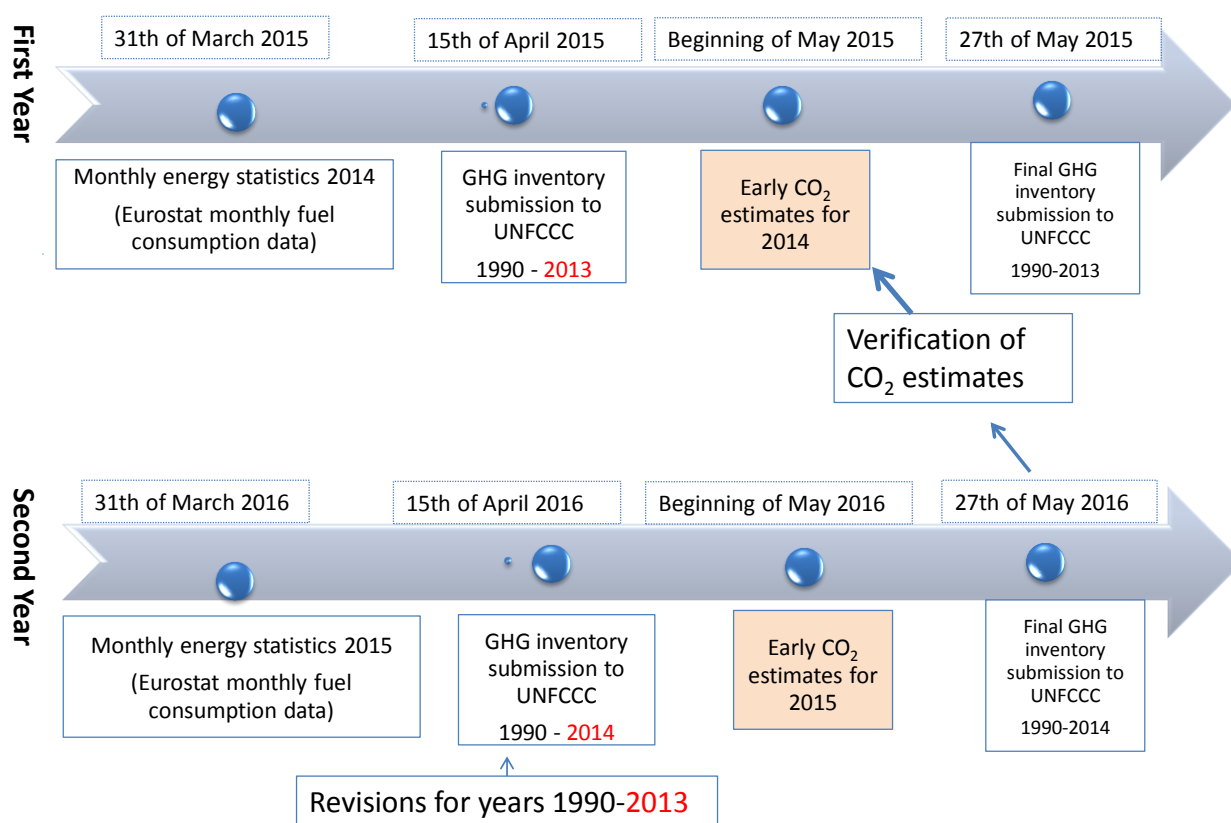 First Year
31th of March 2015
15th of April 2015
Beginning of May 2015
27th of May 2015
Monthly energy statistics 2014
(Eurostat monthly fuel
consumption data)
GHG inventory
submission to
UNFCCC
1990 - 2013
Early CO₂
estimates for
2014
Final GHG
inventory
submission to
UNFCCC
1990-2013
Verification of
CO₂ estimates
Second Year
31th of March 2016
15th of April 2016
Beginning of May 2016
27th of May 2016
Monthly energy statistics 2015
(Eurostat monthly fuel
consumption data)
GHG inventory
submission to
UNFCCC
1990 - 2014
Early CO₂
estimates for
2015
Final GHG
inventory
submission to
UNFCCC
1990-2014
Revisions for years 1990-2013